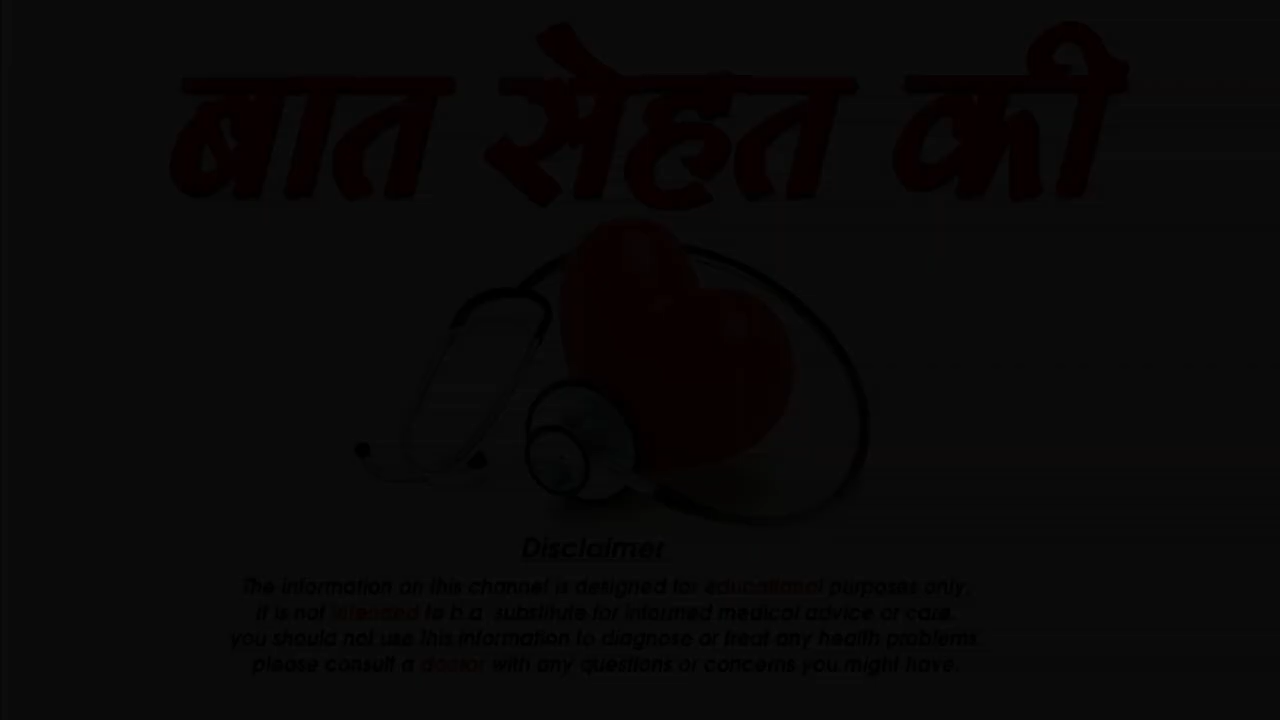 बात सेहत की
Disclaimer
The information on this channel is designed for educational purposes only.
it is not intended to b a substitute for informed medical advice or care.
you should not use this information to diagnose or treat any health problems.
please consult a doctor with any questions or concerns you might have.